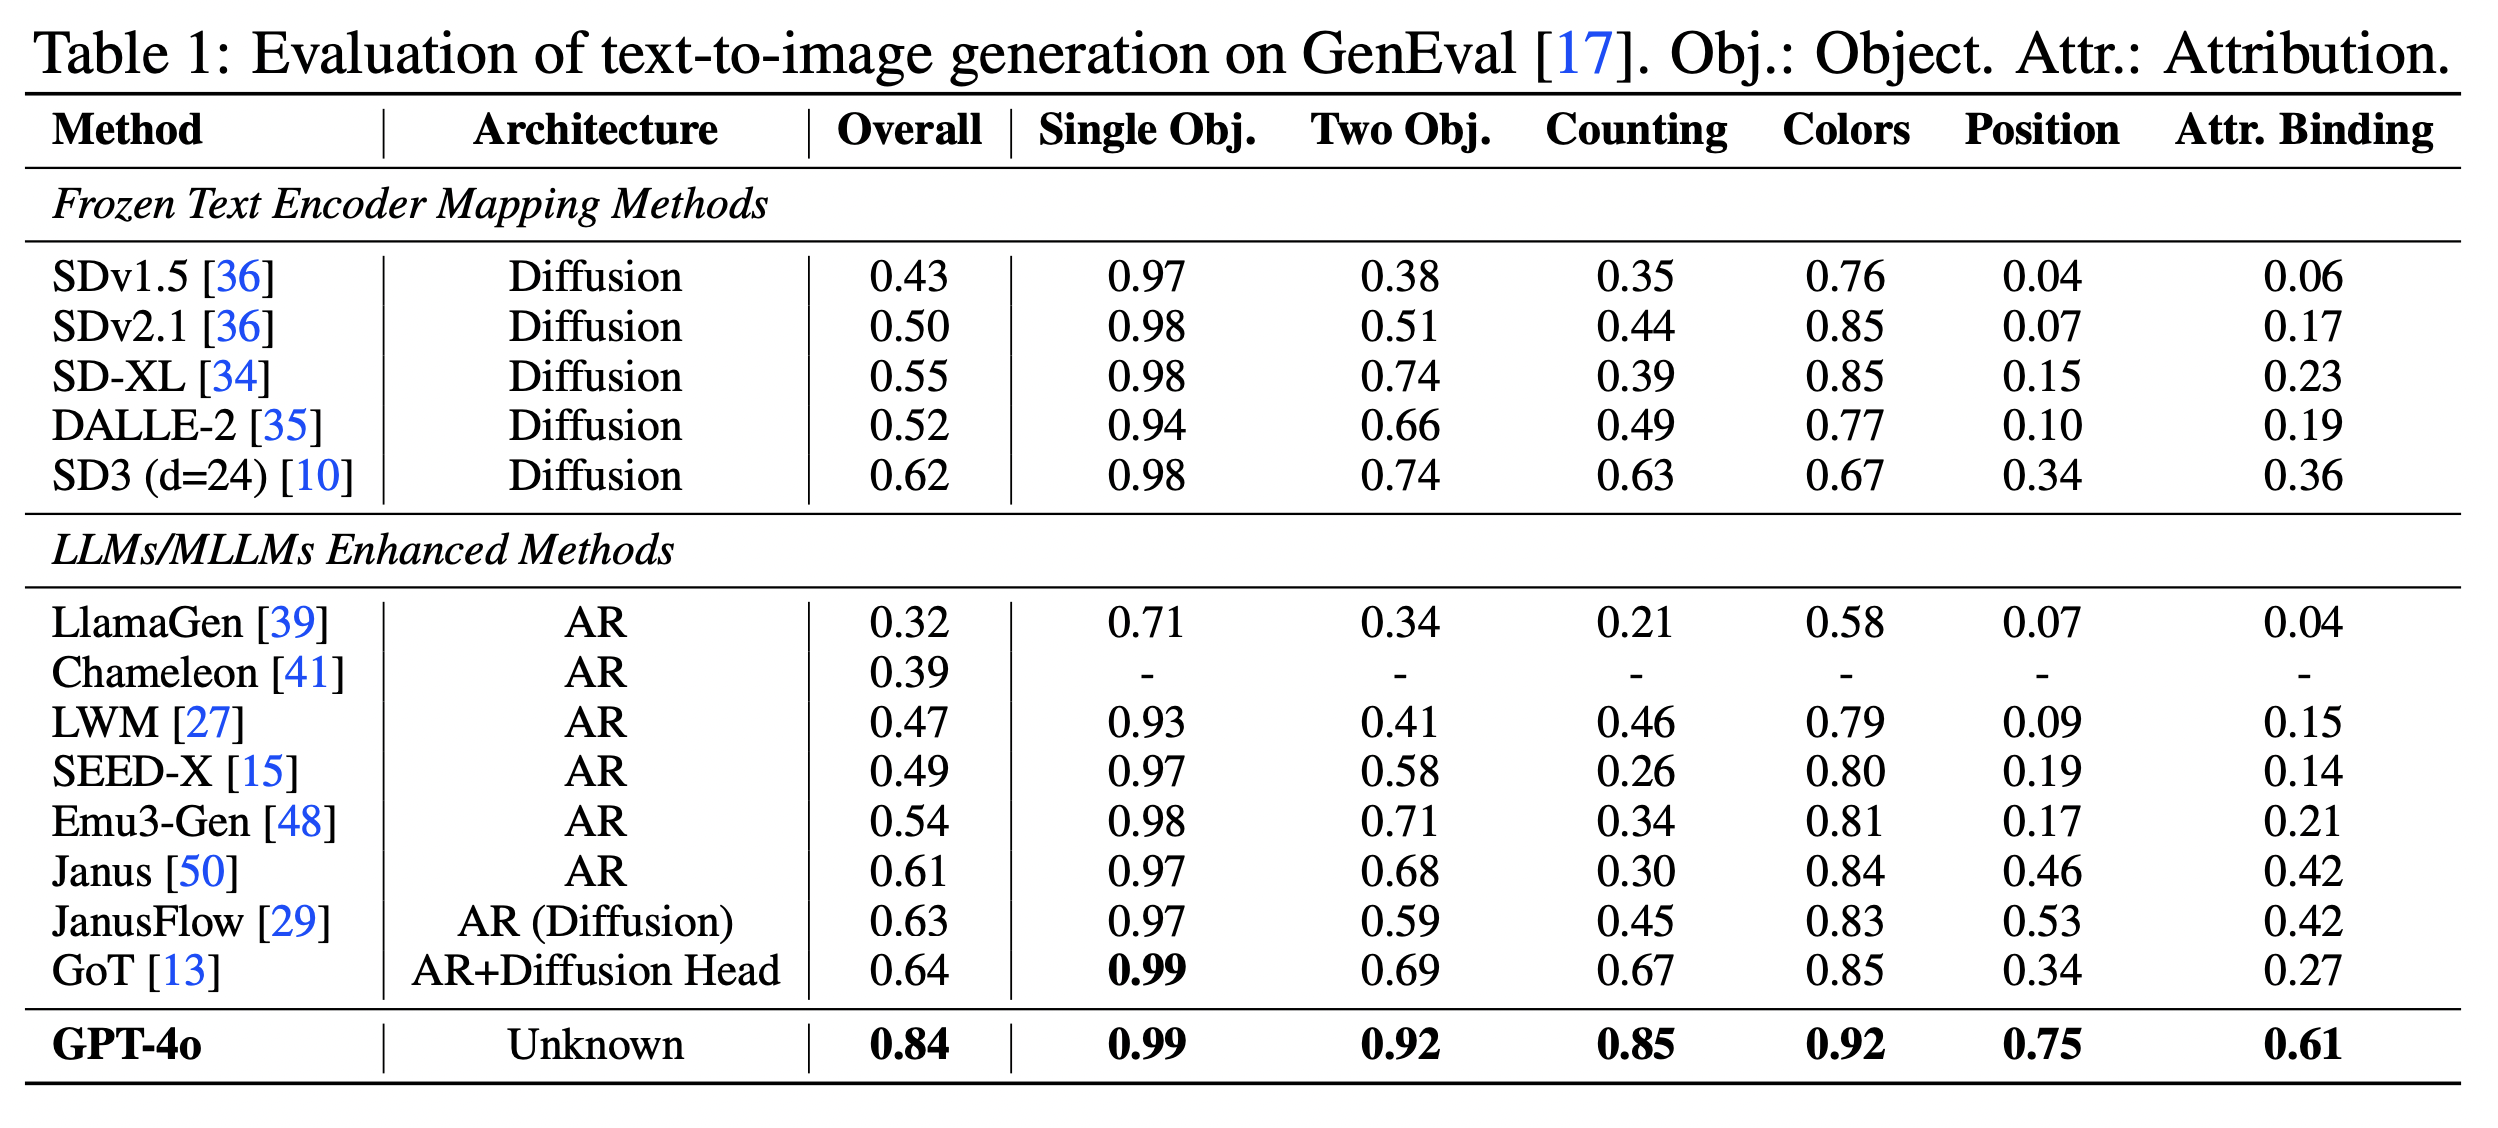 Table 1: Evaluation of text-to-image generation on GenEval [17]. Obj.: Object. Attr.: Attribution.
Method Architecture Overall Single Obj. Two Obj. Counting Colors Position Attr. Binding
Frozen Text Encoder Mapping Methods
SDv1.5 [36] Diffusion 0.43 0.97 0.38 0.35 0.76 0.04 0.06
SDv2.1 [36] Diffusion 0.50 0.98 0.51 0.44 0.85 0.07 0.17
SD-XL [34] Diffusion 0.55 0.98 0.74 0.39 0.85 0.15 0.23
DALLE-2 [35] Diffusion 0.52 0.94 0.66 0.49 0.77 0.10 0.19
SD3 (d=24) [10] Diffusion 0.62 0.98 0.74 0.63 0.67 0.34 0.36
LLMs/MLLMs Enhanced Methods
LlamaGen [39] AR 0.32 0.71 0.34 0.21 0.58 0.07 0.04
Chameleon [41] AR 0.39 - - - - - -
LWM [27] AR 0.47 0.93 0.41 0.46 0.79 0.09 0.15
SEED-X [15] AR 0.49 0.97 0.58 0.26 0.80 0.19 0.14
Emu3-Gen [48] AR 0.54 0.98 0.71 0.34 0.81 0.17 0.21
Janus [50] AR 0.61 0.97 0.68 0.30 0.84 0.46 0.42
JanusFlow [29] AR (Diffusion) 0.63 0.97 0.59 0.45 0.83 0.53 0.42
GoT [13] AR+Diffusion Head 0.64 0.99 0.69 0.67 0.85 0.34 0.27
GPT-4o Unknown 0.84 0.99 0.92 0.85 0.92 0.75 0.61